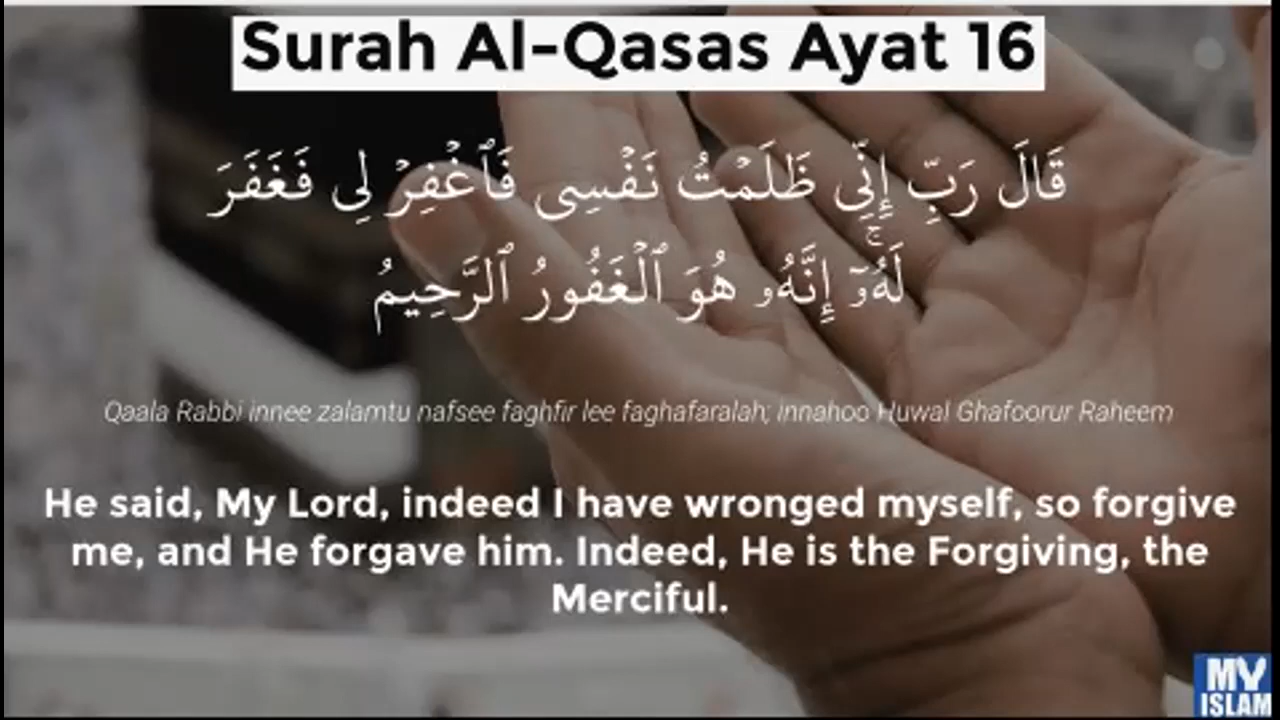 Surah Al-Qasas Ayat 16
قَالَ رَبِّ إِنِّى ظَلَمْتُ نَفْسِى فَٱغْفِرْ لِى فَغَفَرَ
لَهُۥٓ ۚ إِنَّهُۥ هُوَ ٱلْغَفُورُ ٱلرَّحِيمُ
Qaala Rabbi innee zalamtu nafsee faghfir lee faghafaralah; innahoo Huwal Ghafoorur Raheem
He said, My Lord, indeed I have wronged myself, so forgive
me, and He forgave him. Indeed, He is the Forgiving, the
Merciful.
MY
ISLAM